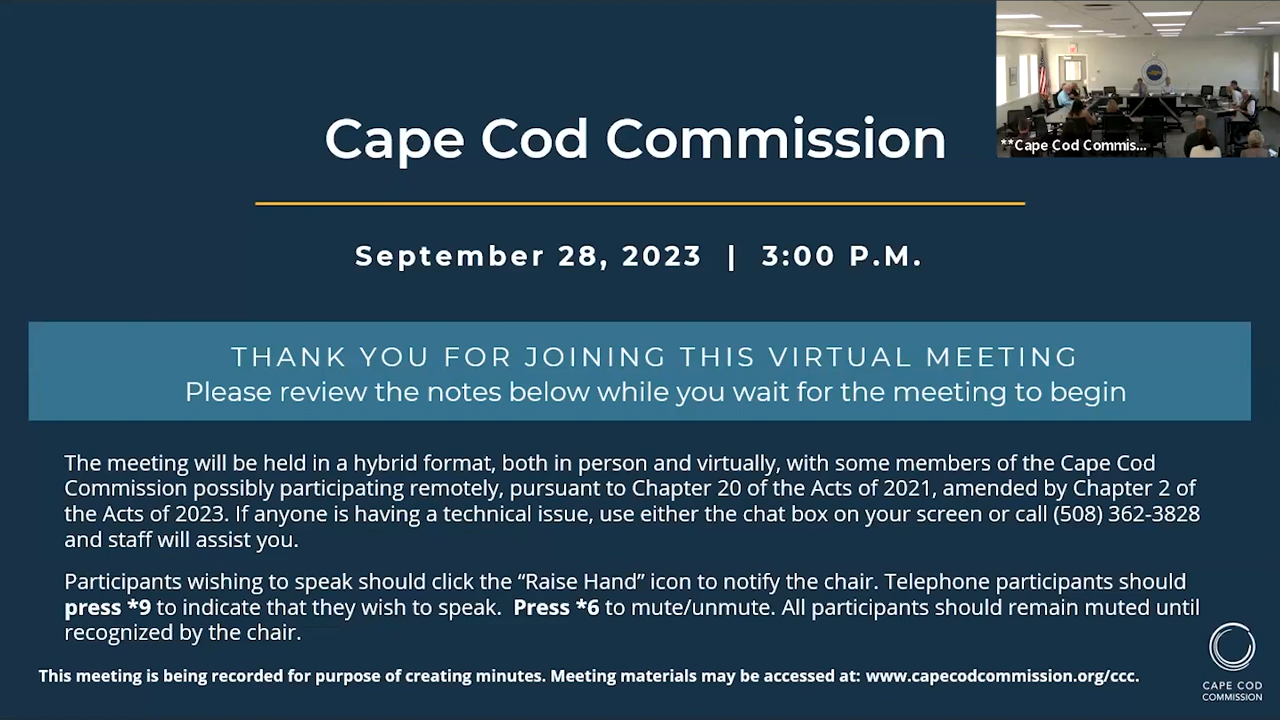 Cape Cod Commission
**Cape Cod Commis...
September 28, 2023 | 3:00 P.M.
THANK YOU FOR JOINING THIS VIRTUAL MEETING
Please review the notes below while you wait for the meeting to begin
The meeting will be held in a hybrid format, both in person and virtually, with some members of the Cape Cod
Commission possibly participating remotely, pursuant to Chapter 20 of the Acts of 2021, amended by Chapter 2 of
the Acts of 2023. If anyone is having a technical issue, use either the chat box on your screen or call (508) 362-3828
and staff will assist you.
Participants wishing to speak should click the “Raise Hand” icon to notify the chair. Telephone participants should
press *9 to indicate that they wish to speak. Press *6 to mute/unmute. All participants should remain muted until
recognized by the chair.
This meeting is being recorded for purpose of creating minutes. Meeting materials may be accessed at: www.capecodcommission.org/ccc.
CAPE COD
COMMISSION